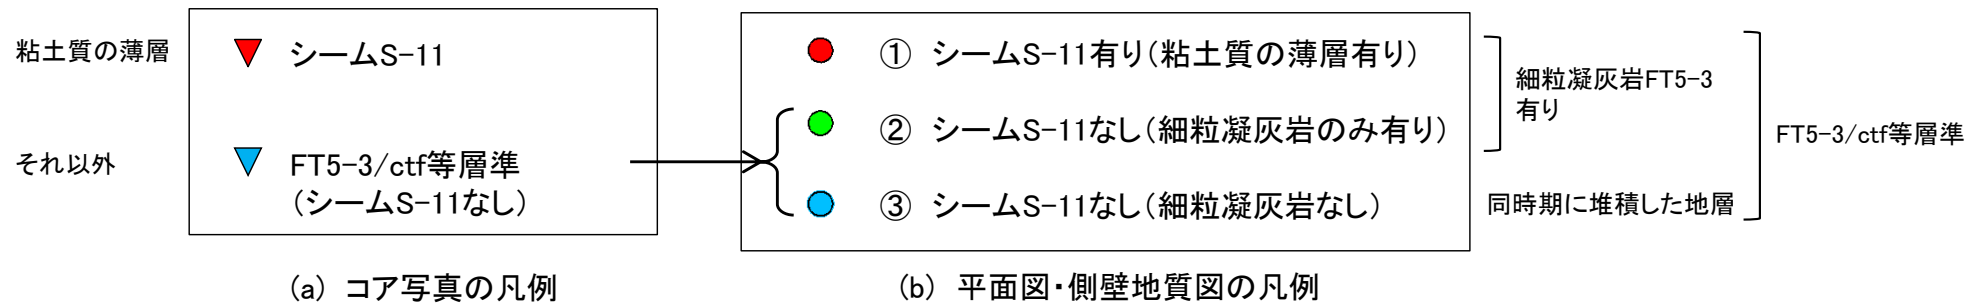 粘土質の薄層
シームS-11
それ以外
FT5-3/ctf等層準
(シームS-11なし)
(a) コア写真の凡例
① シームS-11有り(粘土質の薄層有り)
② シームS-11なし(細粒凝灰岩のみ有り)
③ シームS-11なし(細粒凝灰岩なし)
細粒凝灰岩FT5-3
有り
同時期に堆積した地層
FT5-3/ctf等層準
(b) 平面図・側壁地質図の凡例